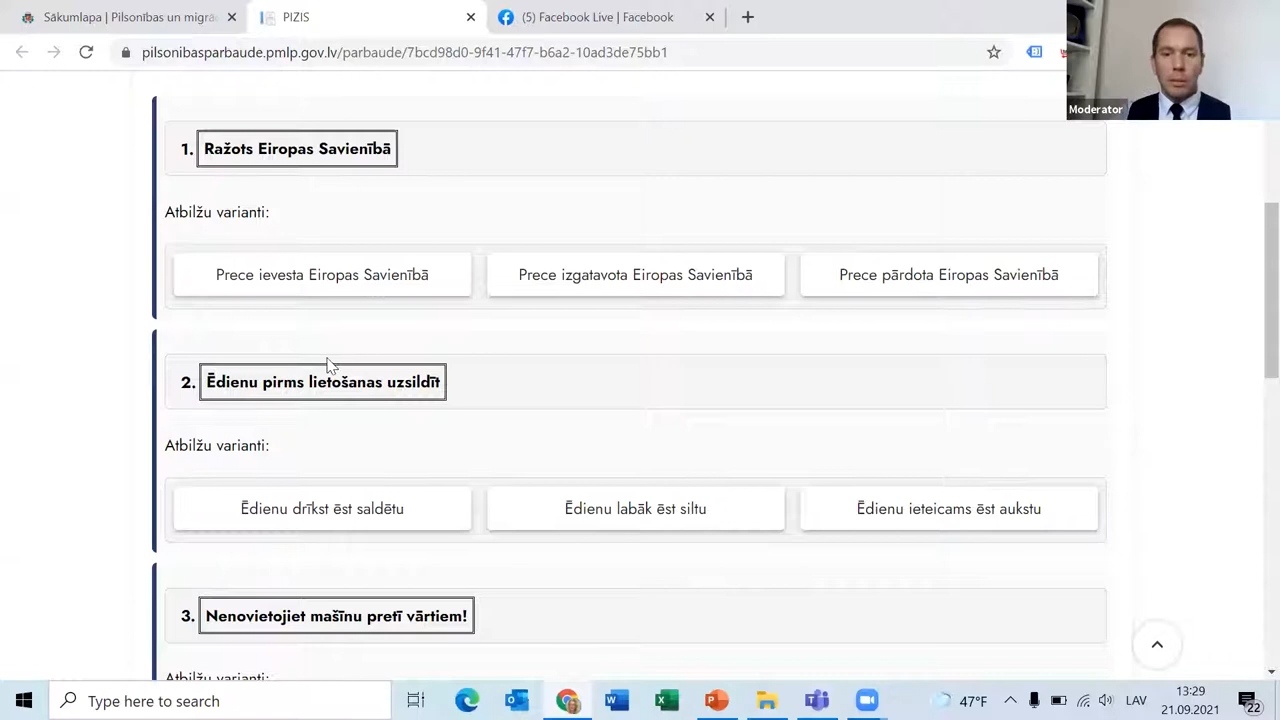 Sākumlapa | Pilsonības un migrā
PIZIS
(5) Facebook Live | Facebook
pilsonibasparbaude.pmlp.gov.lv/parbaude/7bcd98d0-9f41-47f7-b6a2-10ad3de75bb1
Moderator
1. Ražots Eiropas Savienībā
Atbilžu varianti:
Prece ievesta Eiropas Savienībā
Prece izgatavota Eiropas Savienībā
Prece pārdota Eiropas Savienībā
2. Ēdienu pirms lietošanas uzsildīt
Atbilžu varianti:
Ēdienu drīkst ēst saldētu
Ēdienu labāk ēst siltu
Ēdienu ieteicams ēst aukstu
3. Nenovietojiet mašīnu pretī vārtiem!
Atbilžu varianti:
Type here to search
47°F
LAV
13:29
21.09.2021
22